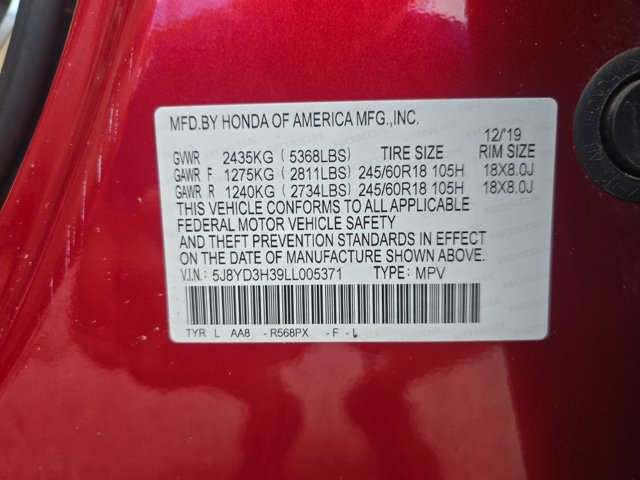 MFD.BY HONDA OF AMERICA MFG.,INC.
12/'19
GVWR 2435KG (5368LBS) TIRE SIZE RIM SIZE
GAWR F 1275KG (2811LBS) 245/60R18 105H 18X8.0J
GAWR R 1240KG (2734LBS) 245/60R18 105H 18X8.0J
THIS VEHICLE CONFORMS TO ALL APPLICABLE
FEDERAL MOTOR VEHICLE SAFETY
AND THEFT PREVENTION STANDARDS IN EFFECT
ON THE DATE OF MANUFACTURE SHOWN ABOVE.
V.I.N.: 5J8YD3H39LL005371 TYPE: MPV
TYR L AA8 - R568PX - F - L